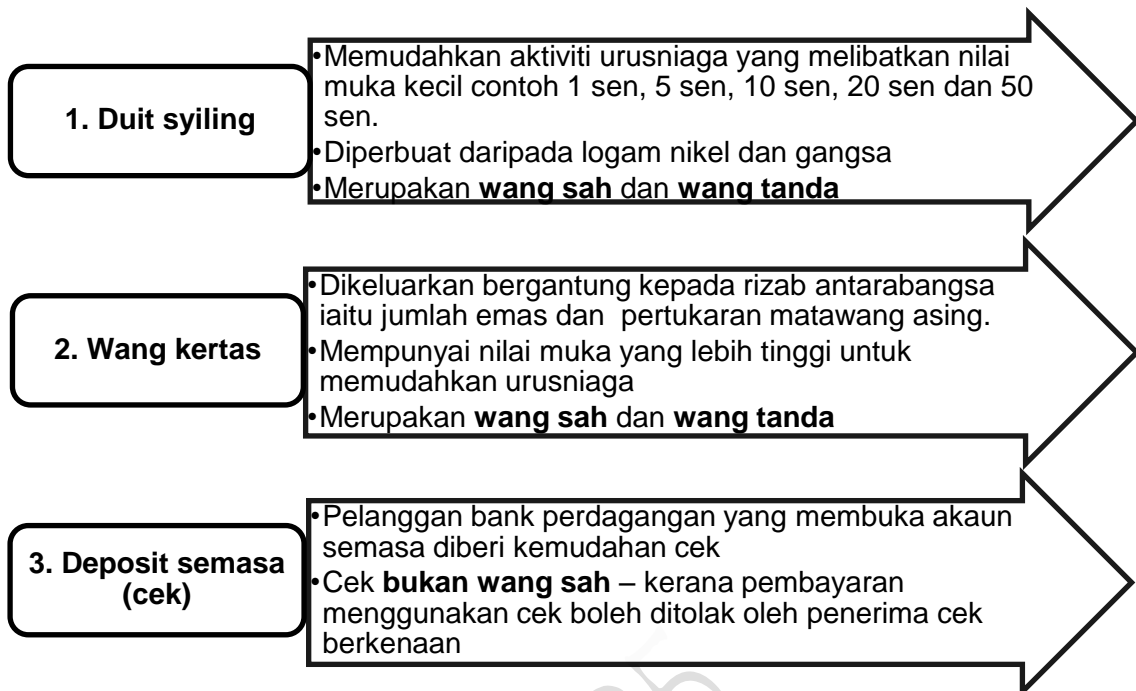 1. Duit syiling
•Memudahkan aktiviti urusniaga yang melibatkan nilai
muka kecil contoh 1 sen, 5 sen, 10 sen, 20 sen dan 50
sen.
•Diperbuat daripada logam nikel dan gangsa
•Merupakan wang sah dan wang tanda
2. Wang kertas
•Dikeluarkan bergantung kepada rizab antarabangsa
iaitu jumlah emas dan pertukaran matawang asing.
•Mempunyai nilai muka yang lebih tinggi untuk
memudahkan urusniaga
•Merupakan wang sah dan wang tanda
3. Deposit semasa
(cek)
•Pelanggan bank perdagangan yang membuka akaun
semasa diberi kemudahan cek
•Cek bukan wang sah – kerana pembayaran
menggunakan cek boleh ditolak oleh penerima cek
berkenaan